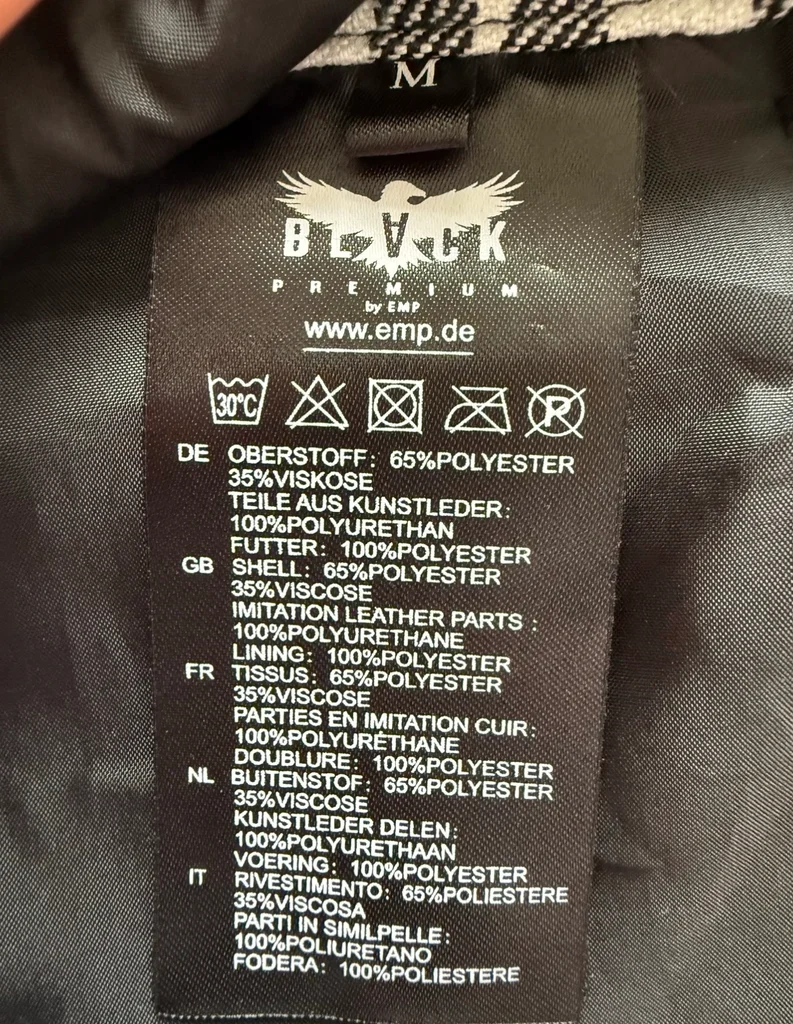 M
BLACK
PREMIUM
by EMP
www.emp.de
30°C
P
DE OBERSTOFF: 65%POLYESTER
35%VISKOSE
TEILE AUS KUNSTLEDER:
100%POLYURETHAN
FUTTER: 100%POLYESTER
GB SHELL: 65%POLYESTER
35%VISCOSE
IMITATION LEATHER PARTS :
100%POLYURETHANE
LINING: 100%POLYESTER
FR TISSUS: 65%POLYESTER
35%VISCOSE
PARTIES EN IMITATION CUIR:
100%POLYURÉTHANE
DOUBLURE: 100%POLYESTER
NL BUITENSTOF: 65%POLYESTER
35%VISCOSE
KUNSTLEDER DELEN:
100%POLYURETHAAN
VOERING: 100%POLYESTER
IT RIVESTIMENTO: 65%POLIESTERE
35%VISCOSA
PARTI IN SIMILPELLE:
100%POLIURETANO
FODERA: 100%POLIESTERE